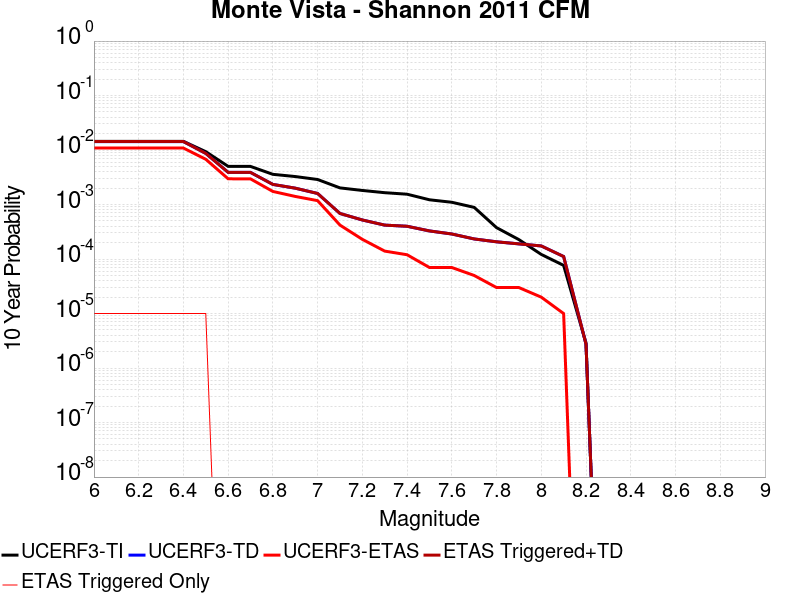 Monte Vista - Shannon 2011 CFM
10 0
10 -1
10 -2
10 -3
10 -4
10 -5
10 -6
10 -7
10 -8
10 Year Probability
6 6.2 6.4 6.6 6.8 7 7.2 7.4 7.6 7.8 8 8.2 8.4 8.6 8.8 9
Magnitude
UCERF3-TI UCERF3-TD UCERF3-ETAS ETAS Triggered+TD
ETAS Triggered Only